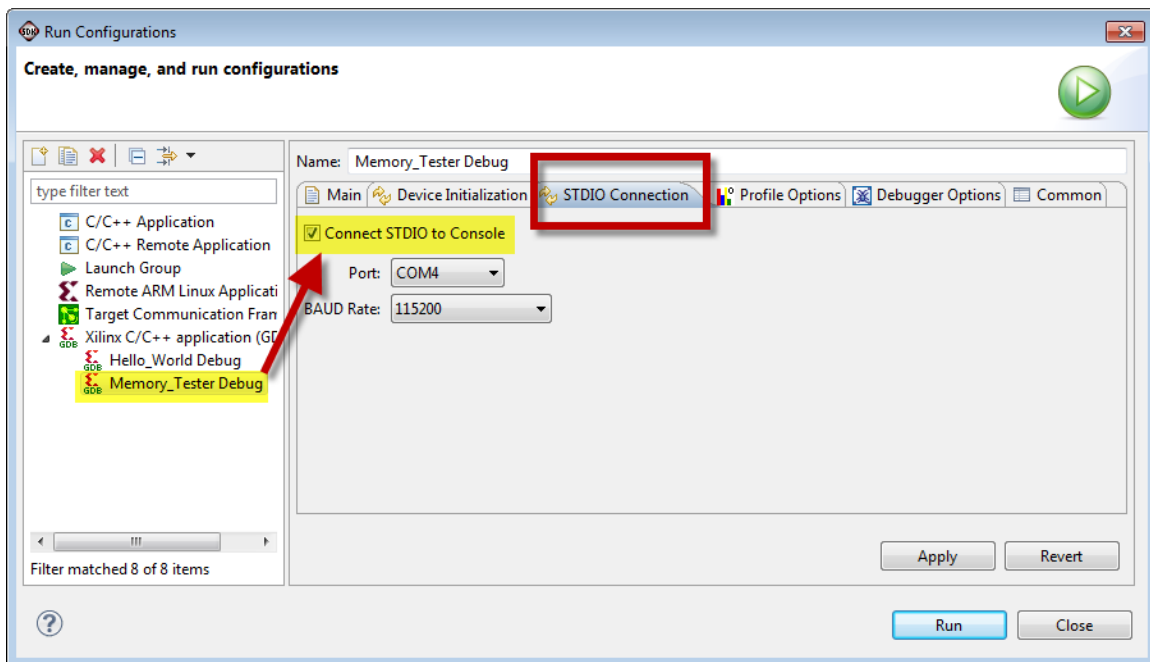 Run Configurations
Create, manage, and run configurations
Name: Memory_Tester Debug
type filter text
Main Device Initialization STDIO Connection Profile Options Debugger Options Common
C/C++ Application
C/C++ Remote Application
Launch Group
Remote ARM Linux Applicati
Target Communication Fran
Xilinx C/C++ application (GD
GDB
Hello_World Debug
GDB
Memory_Tester Debug
GDB
Connect STDIO to Console
Port: COM4
BAUD Rate: 115200
Filter matched 8 of 8 items
Apply Revert
Run Close